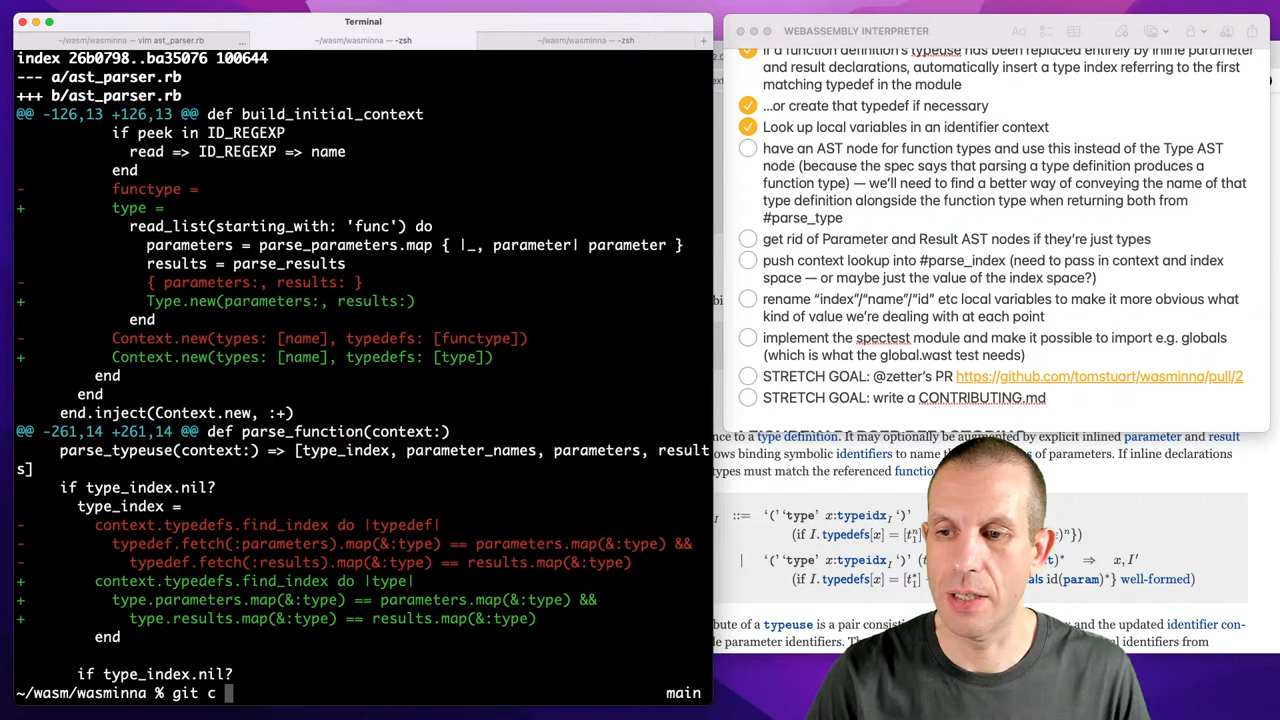 Terminal
~/wasm/wasminna — vim ast_parser.rb ...
~/wasm/wasminna — -zsh
~/wasm/wasminna — -zsh
+
index 26b0798..ba35076 100644
--- a/ast_parser.rb
+++ b/ast_parser.rb
@@ -126,13 +126,13 @@ def build_initial_context
if peek in ID_REGEXP
read => ID_REGEXP => name
end
- functype =
+ type =
read_list(starting_with: 'func') do
parameters = parse_parameters.map { |_, parameter| parameter }
results = parse_results
- { parameters:, results: }
+ Type.new(parameters:, results:)
end
- Context.new(types: [name], typedefs: [functype])
+ Context.new(types: [name], typedefs: [type])
end
end
end.inject(Context.new, :+)
@@ -261,14 +261,14 @@ def parse_function(context:)
parse_typeuse(context:) => [type_index, parameter_names, parameters, result
s]
if type_index.nil?
type_index =
- context.typedefs.find_index do |typedef|
- typedef.fetch(:parameters).map(&:type) == parameters.map(&:type) &&
- typedef.fetch(:results).map(&:type) == results.map(&:type)
+ context.typedefs.find_index do |type|
+ type.parameters.map(&:type) == parameters.map(&:type) &&
+ type.results.map(&:type) == results.map(&:type)
end
if type_index.nil?
~/wasm/wasminna % git c
main
WEBASSEMBLY INTERPRETER
Aa
if a function definition's typeuse has been replaced entirely by inline parameter
and result declarations, automatically insert a type index referring to the first
matching typedef in the module
…or create that typedef if necessary
Look up local variables in an identifier context
have an AST node for function types and use this instead of the Type AST
node (because the spec says that parsing a type definition produces a
function type) — we'll need to find a better way of conveying the name of that
type definition alongside the function type when returning both from
#parse_type
get rid of Parameter and Result AST nodes if they're just types
push context lookup into #parse_index (need to pass in context and index
space — or maybe just the value of the index space?)
rename “index”/“name”/“id” etc local variables to make it more obvious what
kind of value we're dealing with at each point
implement the spectest module and make it possible to import e.g. globals
(which is what the global.wast test needs)
STRETCH GOAL: @zetter's PR https://github.com/tomstuart/wasminna/pull/2
STRETCH GOAL: write a CONTRIBUTING.md
nce to a type definition. It may optionally be augmented by explicit inlined parameter and result
ows binding symbolic identifiers to name the of parameters. If inline declarations
types must match the referenced
::= ‘(’ ‘type’ x:typeidxI ‘)’
(if I.typedefs[x] = [
| ‘(’ ‘type’ x:typeidxI ‘)’ ⇒ x, I′
(if I.typedefs[x] = id(param)*} well-formed)
bute of a typeuse is a pair and the updated identifier con-
le parameter identifiers. identifiers from